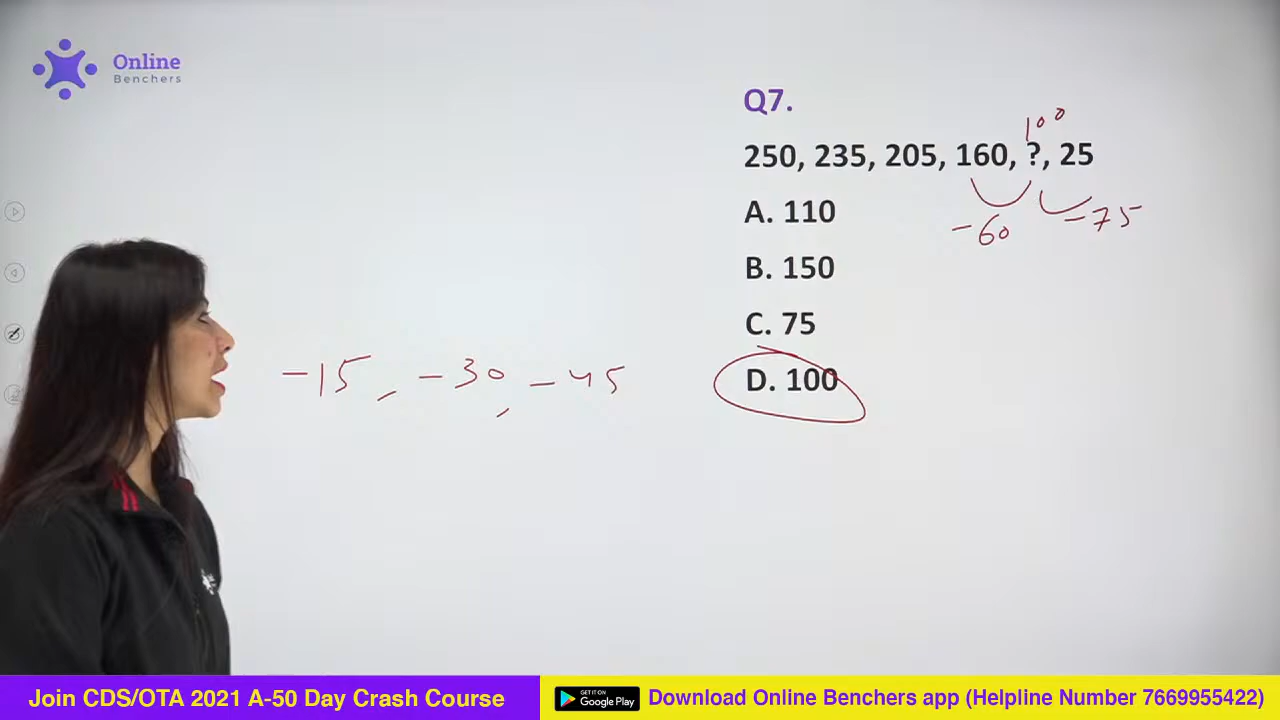 Online
Benchers
Q7.
100
250, 235, 205, 160, ?, 25
A. 110
-60
-75
B. 150
C. 75
-15, -30, -45
D. 100
Join CDS/OTA 2021 A-50 Day Crash Course
GET IT ON
Google Play
Download Online Benchers app (Helpline Number 7669955422)